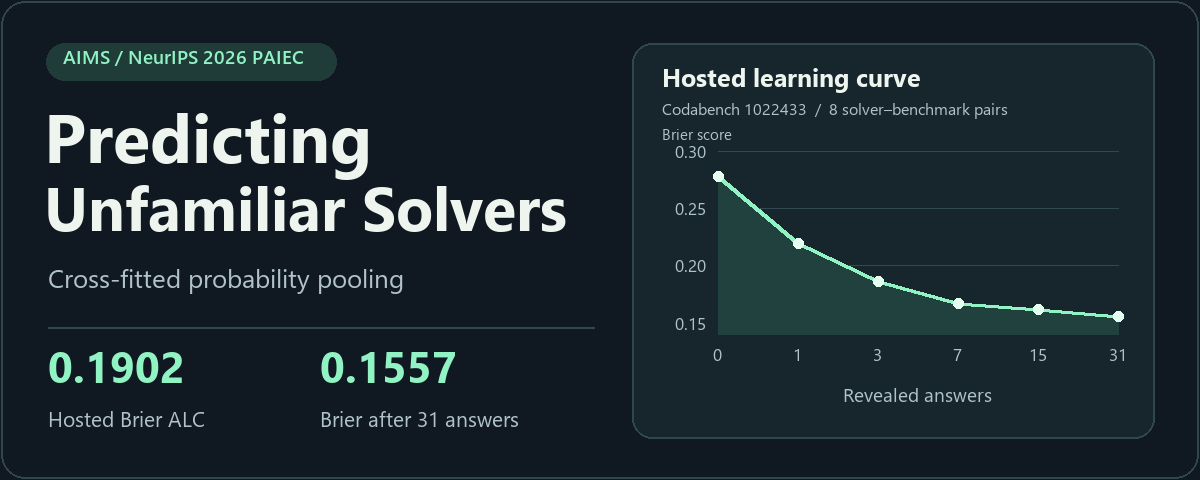 AIMS / NeurIPS 2026 PAIEC
Predicting
Unfamiliar Solvers
Cross-fitted probability pooling
0.1902
Hosted Brier ALC
0.1557
Brier after 31 answers
Hosted learning curve
Codabench 1022433 / 8 solver–benchmark pairs
Brier score
0.30
0.25
0.20
0.15
0 1 3 7 15 31
Revealed answers